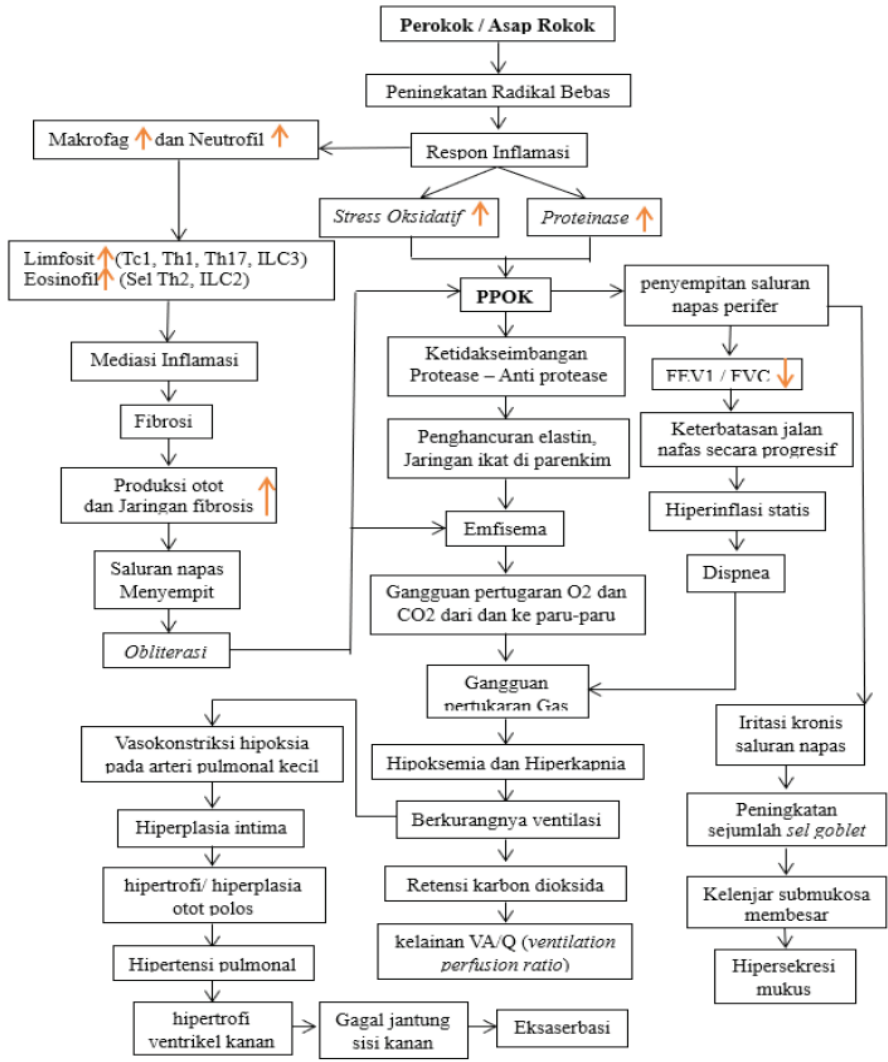 Perokok / Asap Rokok
Peningkatan Radikal Bebas
Makrofag ↑ dan Neutrofil ↑
Respon Inflamasi
Stress Oksidatif ↑
Proteinase ↑
Limfosit ↑ (Tc1, Th1, Th17, ILC3)
Eosinofil ↑ (Sel Th2, ILC2)
PPOK
penyempitan saluran
napas perifer
Mediasi Inflamasi
Ketidakseimbangan
Protease – Anti protease
FEV1 / FVC ↓
Fibrosi
Penghancuran elastin,
Jaringan ikat di parenkim
Keterbatasan jalan
nafas secara progresif
Produksi otot
dan Jaringan fibrosis ↑
Emfisema
Hiperinflasi statis
Saluran napas
Menyempit
Gangguan pertugaran O2 dan
CO2 dari dan ke paru-paru
Dispnea
Obliterasi
Gangguan
pertukaran Gas
Iritasi kronis
saluran napas
Vasokonstriksi hipoksia
pada arteri pulmonal kecil
Hipoksemia dan Hiperkapnia
Hiperplasia intima
Berkurangnya ventilasi
Peningkatan
sejumlah sel goblet
hipertrofi/ hiperplasia
otot polos
Retensi karbon dioksida
Kelenjar submukosa
membesar
Hipertensi pulmonal
kelainan VA/Q (ventilation
perfusion ratio)
Hipersekresi
mukus
hipertrofi
ventrikel kanan
Gagal jantung
sisi kanan
Eksaserbasi